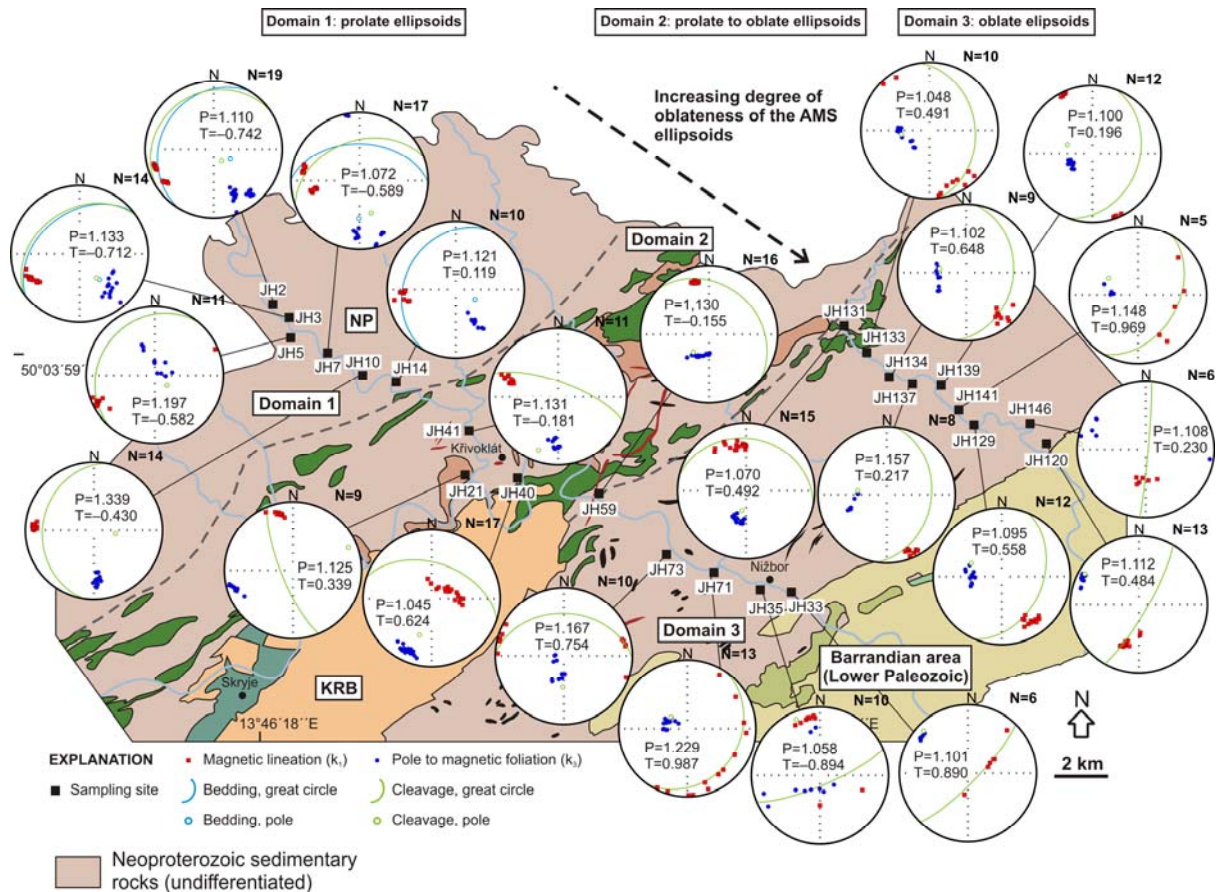 Domain 1: prolate ellipsoids
Domain 2: prolate to oblate ellipsoids
Domain 3: oblate ellipsoids
Increasing degree of
oblateness of the AMS
ellipsoids
N
N=19
P=1.110
T=–0.742
N
N=17
P=1.072
T=–0.589
N
N=14
P=1.133
T=–0.712
N
N=11
P=1.197
T=–0.582
N
N=10
P=1.121
T=0.119
N
N=14
P=1.339
T=–0.430
N
N=9
P=1.125
T=0.339
N
N=17
P=1.045
T=0.624
N
N=11
P=1.131
T=–0.181
N
N=16
P=1,130
T=–0.155
N
N=15
P=1.070
T=0.492
N
N=10
P=1.167
T=0.754
N
N=13
P=1.229
T=0.987
N
N=10
P=1.058
T=–0.894
N
N=6
P=1.101
T=0.890
N
N=10
P=1.048
T=0.491
N
N=12
P=1.100
T=0.196
N
N=9
P=1.102
T=0.648
N
N=5
P=1.148
T=0.969
N
N=6
P=1.108
T=0.230
N
N=8
P=1.157
T=0.217
N
N=12
P=1.095
T=0.558
N
N=13
P=1.112
T=0.484
JH2
JH3
JH5
JH7
JH10
JH14
JH41
JH21
JH40
JH59
JH73
JH71
JH35
JH33
JH131
JH133
JH134
JH137
JH139
JH141
JH129
JH146
JH120
NP
Domain 1
Domain 2
Domain 3
KRB
Křivoklát
Nižbor
Skryje
Barrandian area
(Lower Paleozoic)
50°03´59
13°46´18´´E
´E
N
2 km
EXPLANATION
Sampling site
Magnetic lineation (k₁)
Pole to magnetic foliation (k₃)
Bedding, great circle
Cleavage, great circle
Bedding, pole
Cleavage, pole
Neoproterozoic sedimentary
rocks (undifferentiated)